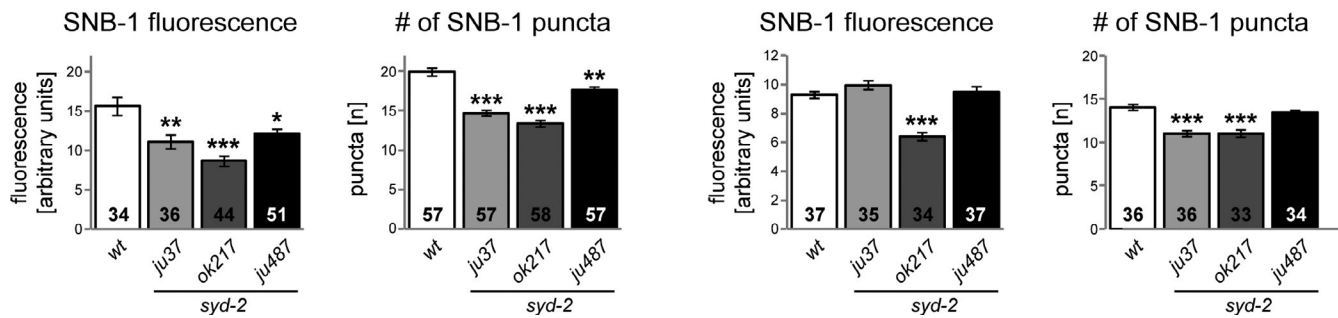 SNB-1 fluorescence
fluorescence
[arbitrary units]
20
15
10
5
0
**
***
*
34
36
44
51
wt
ju37
ok217
ju487
syd-2
# of SNB-1 puncta
puncta [n]
20
15
10
5
0
***
***
**
57
57
58
57
wt
ju37
ok217
ju487
syd-2
SNB-1 fluorescence
fluorescence
[arbitrary units]
12
10
8
6
4
2
0
***
37
35
34
37
wt
ju37
ok217
ju487
syd-2
# of SNB-1 puncta
puncta [n]
20
15
10
5
0
***
***
36
36
33
34
wt
ju37
ok217
ju487
syd-2